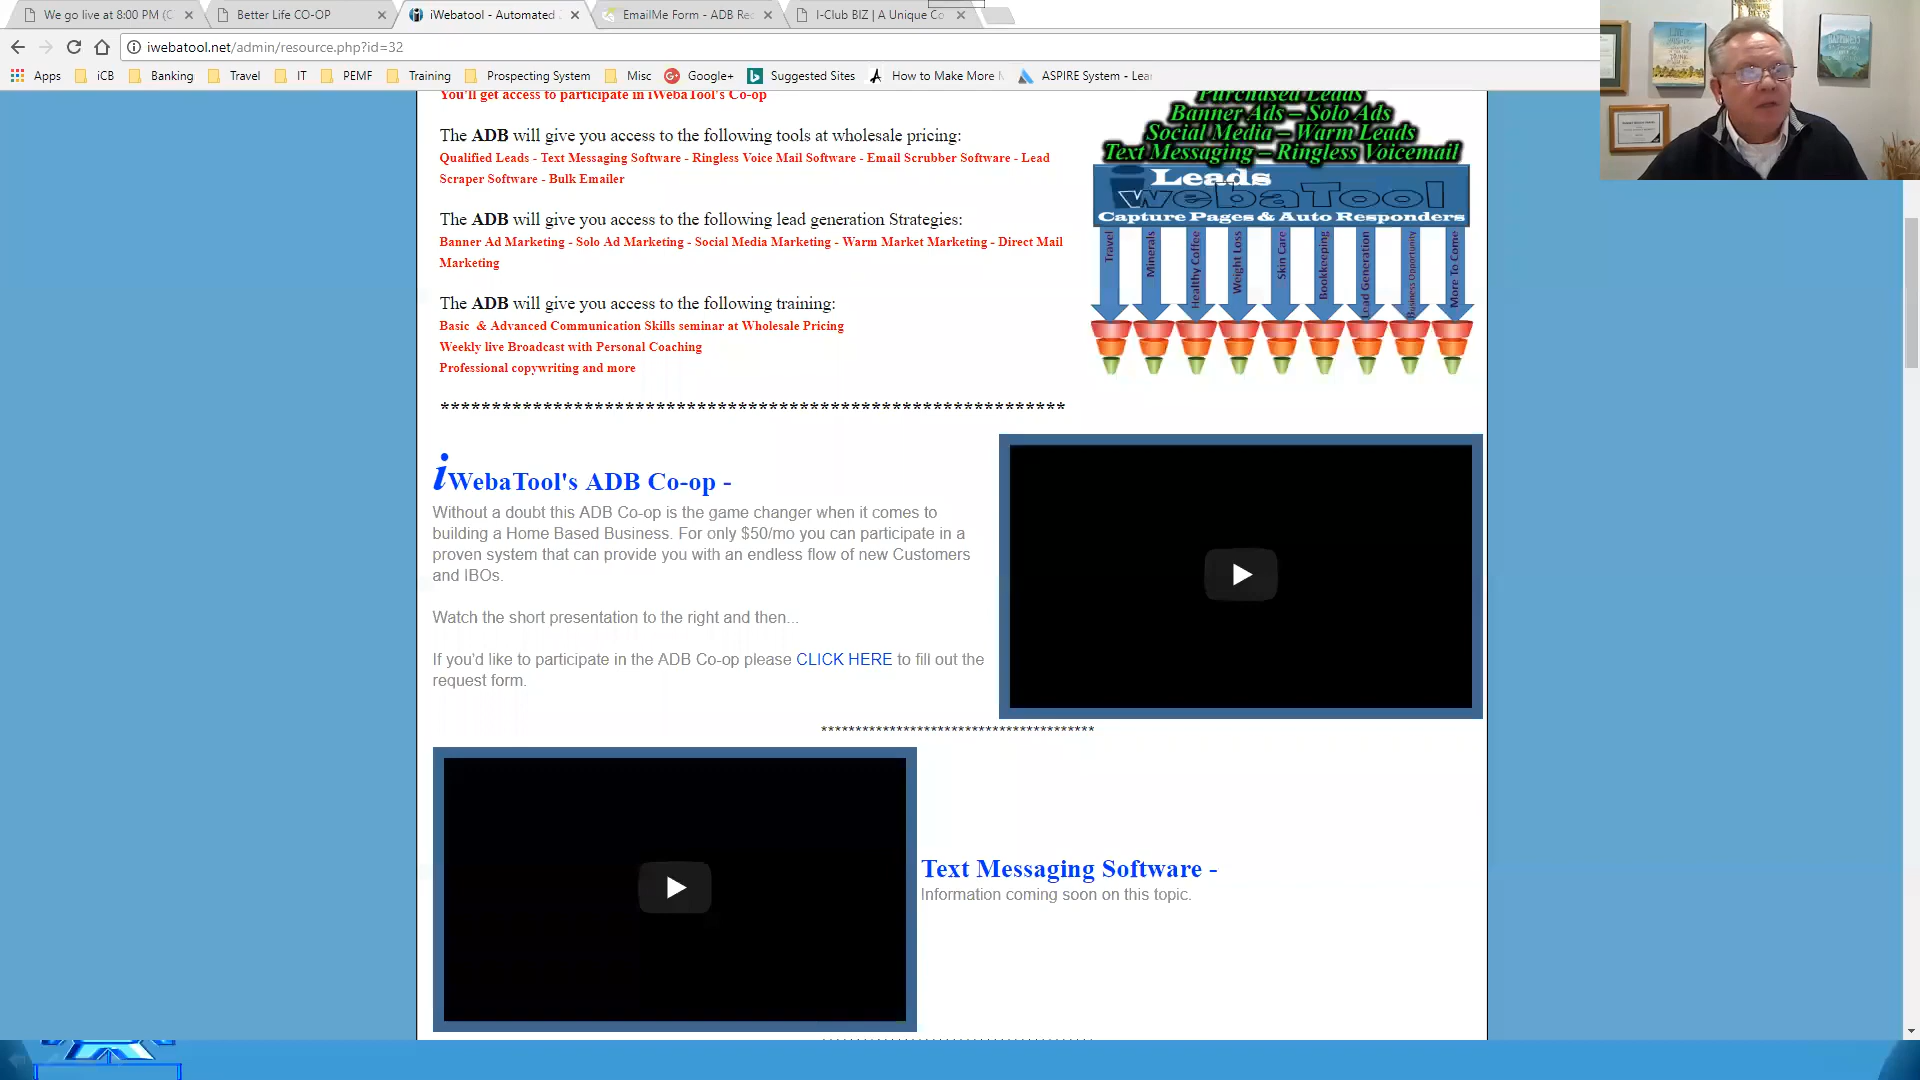 We go live at 8:00 PM (C
Better Life CO-OP
iWebatool - Automated
EmailMe Form - ADB Re
I-Club BIZ | A Unique Co
iwebatool.net/admin/resource.php?id=32
Apps iCB Banking Travel IT PEMF Training Prospecting System Misc Google+ Suggested Sites How to Make More ASPIRE System - Lea
You'll get access to participate in iWebaTool's Co-op
The ADB will give you access to the following tools at wholesale pricing:
Qualified Leads - Text Messaging Software - Ringless Voice Mail Software - Email Scrubber Software - Lead
Scraper Software - Bulk Emailer
The ADB will give you access to the following lead generation Strategies:
Banner Ad Marketing - Solo Ad Marketing - Social Media Marketing - Warm Market Marketing - Direct Mail
Marketing
The ADB will give you access to the following training:
Basic & Advanced Communication Skills seminar at Wholesale Pricing
Weekly live Broadcast with Personal Coaching
Professional copywriting and more
*************************************************************
Purchased Leads
Banner Ads – Solo Ads
Social Media – Warm Leads
Text Messaging – Ringless Voicemail
Leads
iwebaTool
Capture Pages & Auto Responders
Travel
Minerals
Healthy Coffee
Weight Loss
Skin Care
Bookkeeping
Lead Generation
Business Opportunity
More To Come
iWebaTool's ADB Co-op -
Without a doubt this ADB Co-op is the game changer when it comes to
building a Home Based Business. For only $50/mo you can participate in a
proven system that can provide you with an endless flow of new Customers
and IBOs.
Watch the short presentation to the right and then...
If you'd like to participate in the ADB Co-op please CLICK HERE to fill out the
request form.
****************************************
Text Messaging Software -
Information coming soon on this topic.